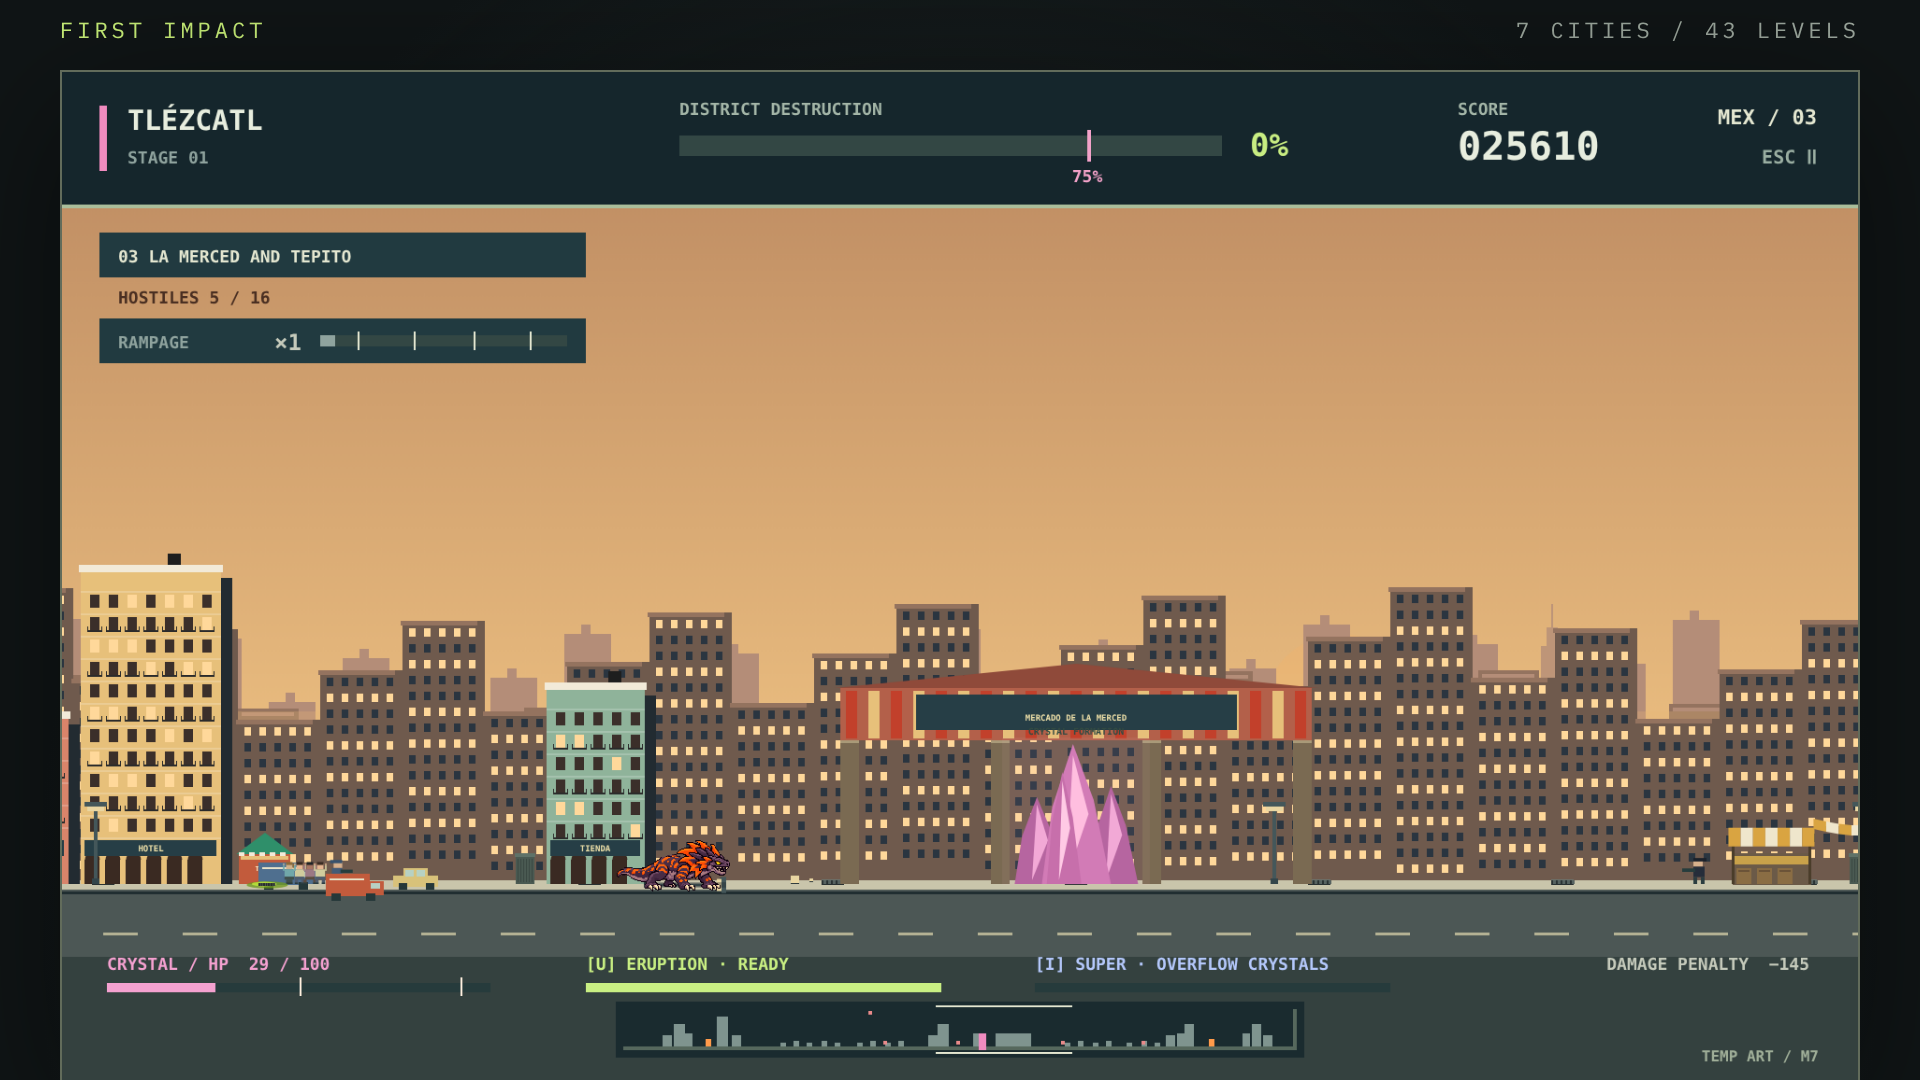 FIRST IMPACT
7 CITIES / 43 LEVELS
TLÉZCATL
STAGE 01
DISTRICT DESTRUCTION
0%
75%
SCORE
025610
MEX / 03
ESC II
03 LA MERCED AND TEPITO
HOSTILES 5 / 16
RAMPAGE ×1
MERCADO DE LA MERCED
CRYSTAL FORMATION
HOTEL
TIENDA
CRYSTAL / HP 29 / 100
[U] ERUPTION · READY
[I] SUPER · OVERFLOW CRYSTALS
DAMAGE PENALTY −145
TEMP ART / M7